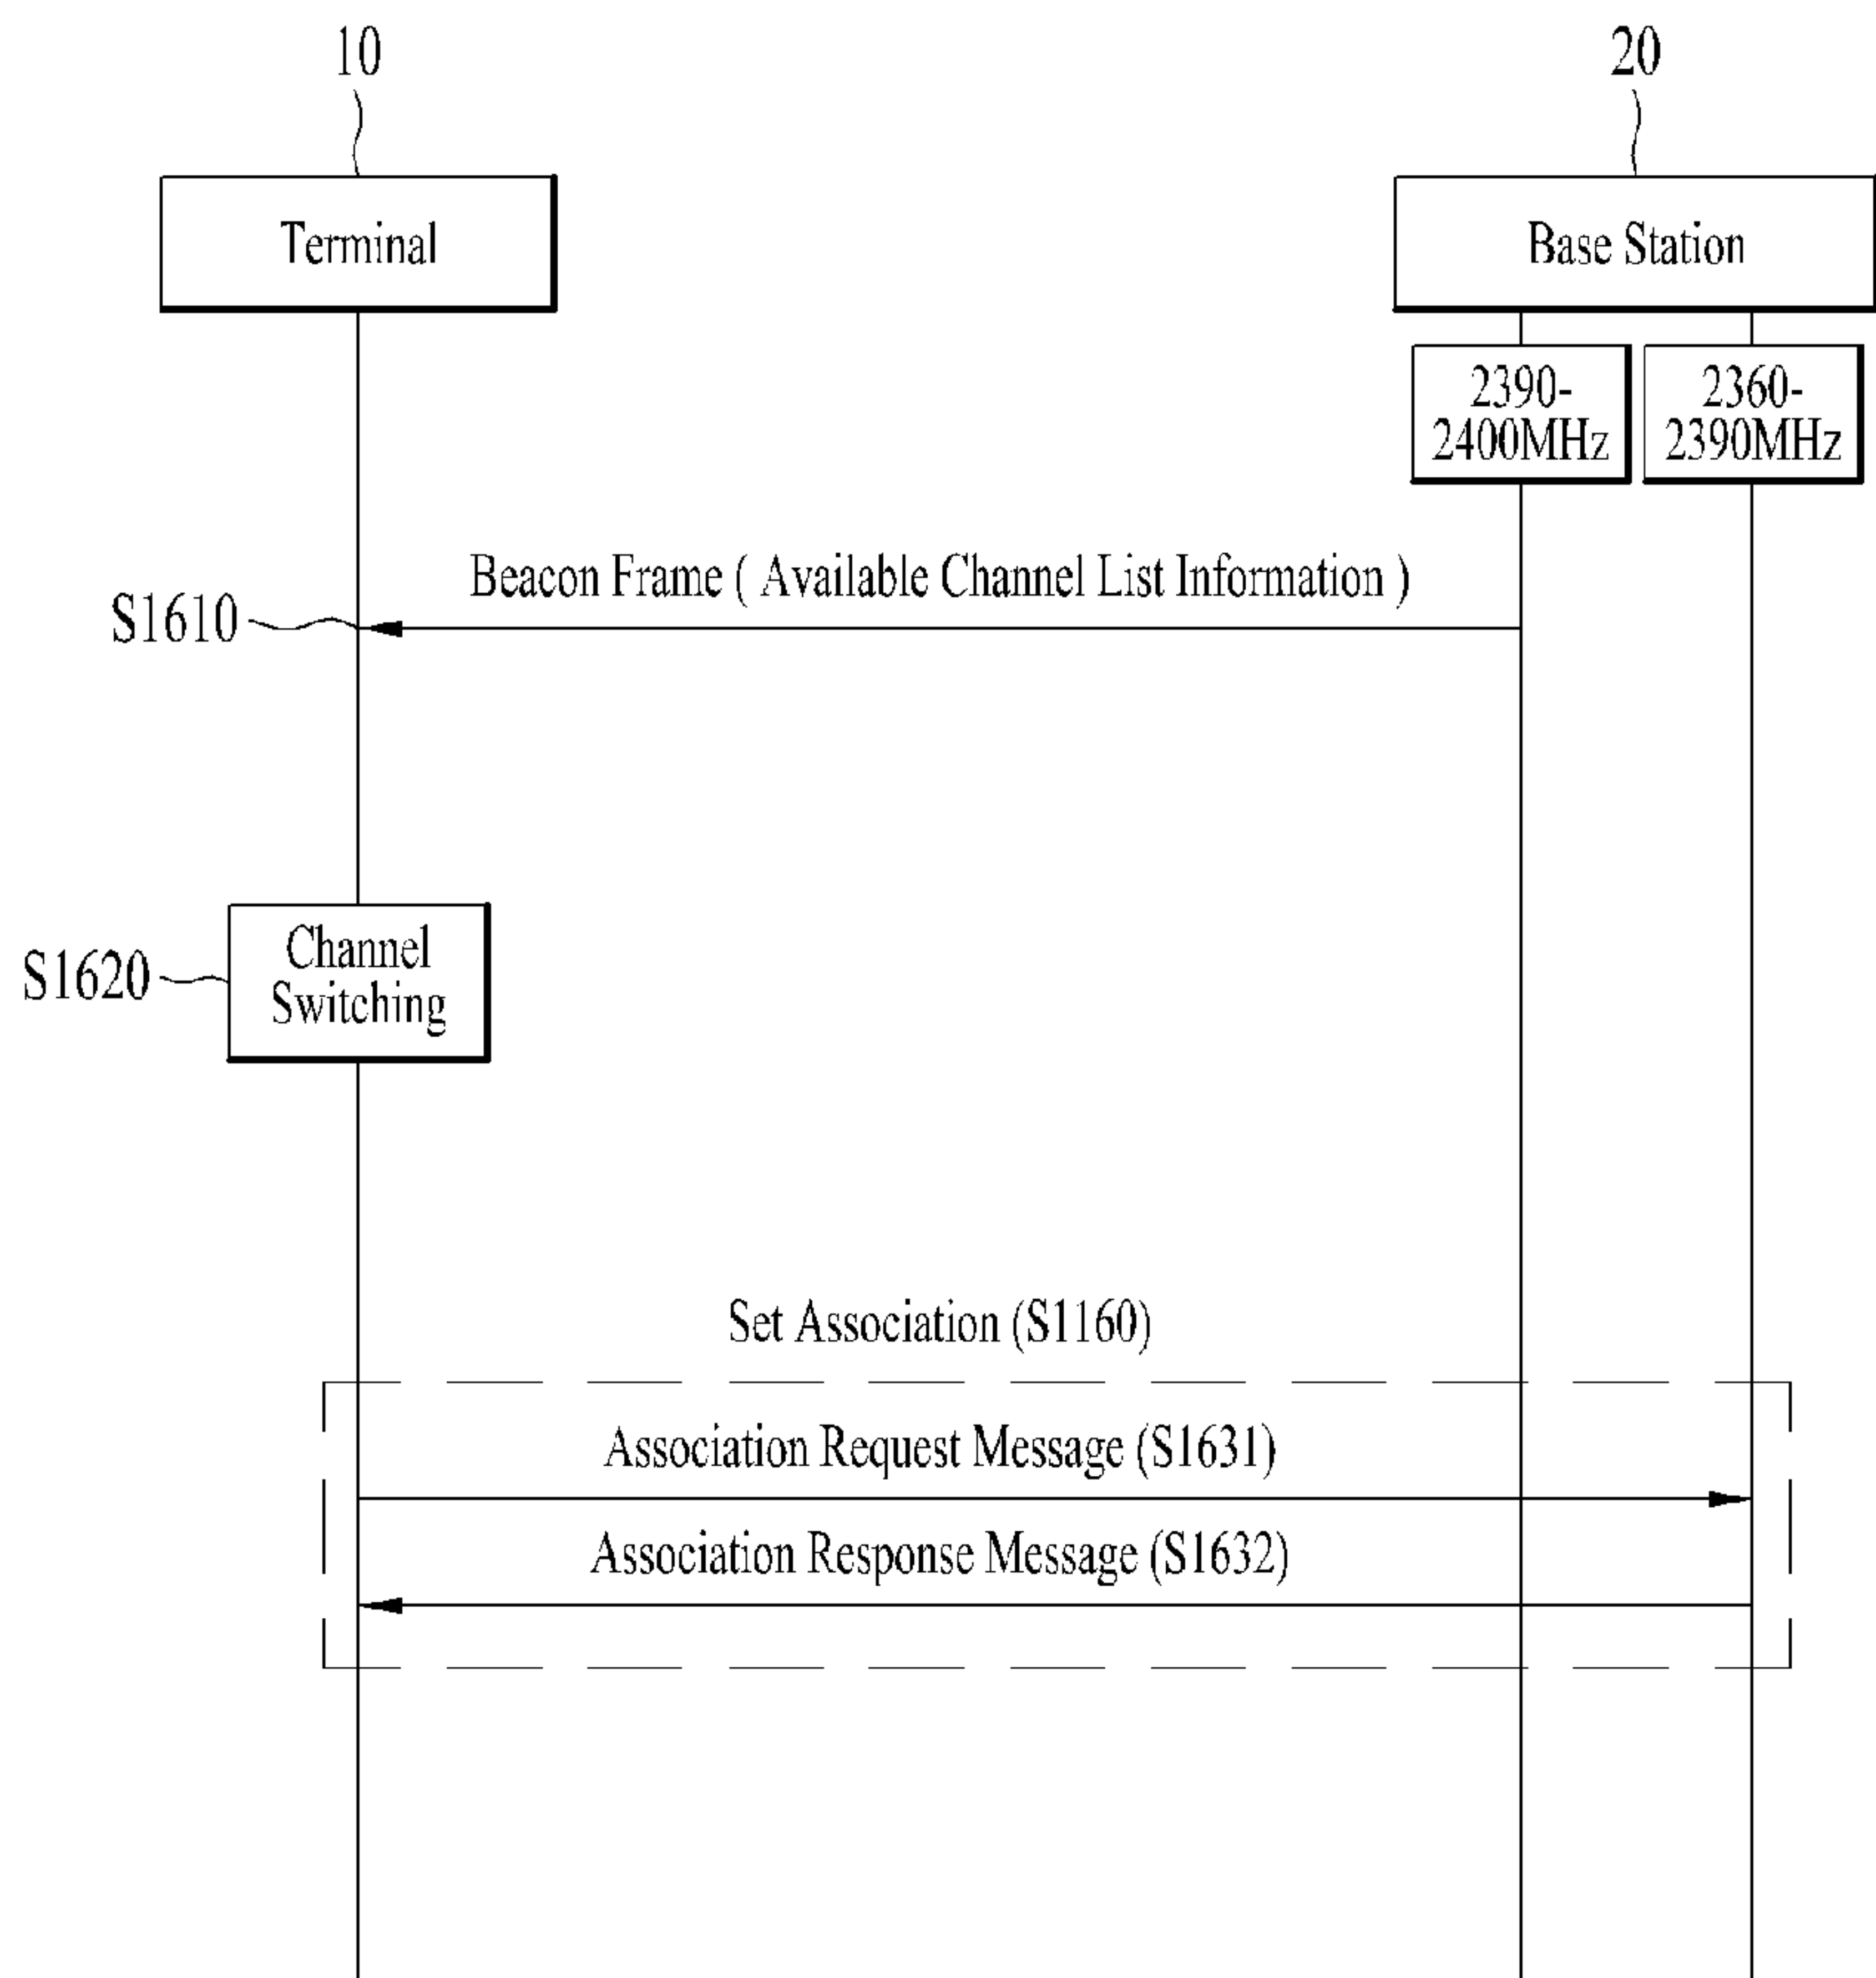 10
20
Terminal
Base Station
2390-
2400MHz
2360-
2390MHz
Beacon Frame ( Available Channel List Information )
S1610
Channel
Switching
S1620
Set Association (S1160)
Association Request Message (S1631)
Association Response Message (S1632)